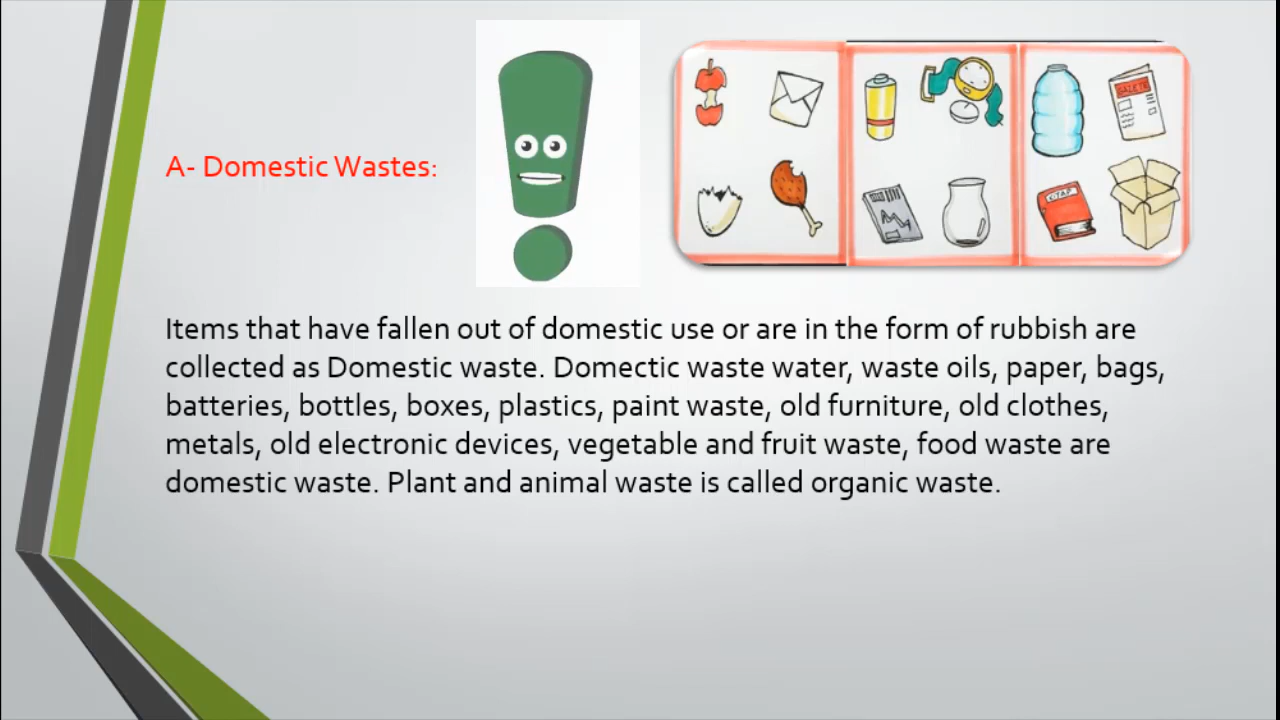 A- Domestic Wastes:
Items that have fallen out of domestic use or are in the form of rubbish are
collected as Domestic waste. Domectic waste water, waste oils, paper, bags,
batteries, bottles, boxes, plastics, paint waste, old furniture, old clothes,
metals, old electronic devices, vegetable and fruit waste, food waste are
domestic waste. Plant and animal waste is called organic waste.